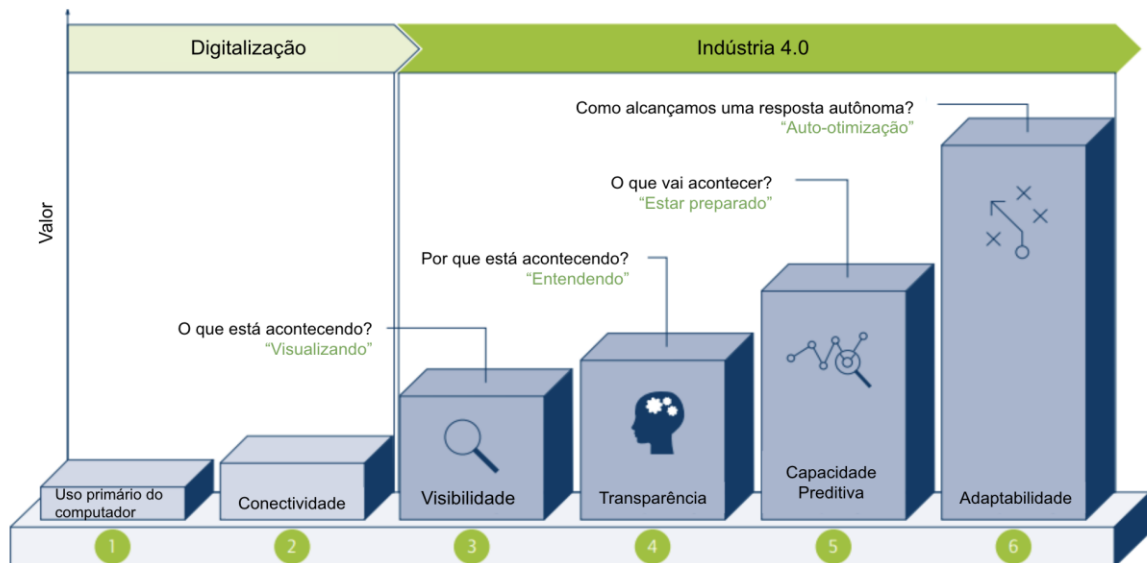 Digitalização
Indústria 4.0
Valor
Como alcançamos uma resposta autônoma?
“Auto-otimização”
O que vai acontecer?
“Estar preparado”
Por que está acontecendo?
“Entendendo”
O que está acontecendo?
“Visualizando”
Uso primário do
computador
Conectividade
Visibilidade
Transparência
Capacidade
Preditiva
Adaptabilidade
1
2
3
4
5
6